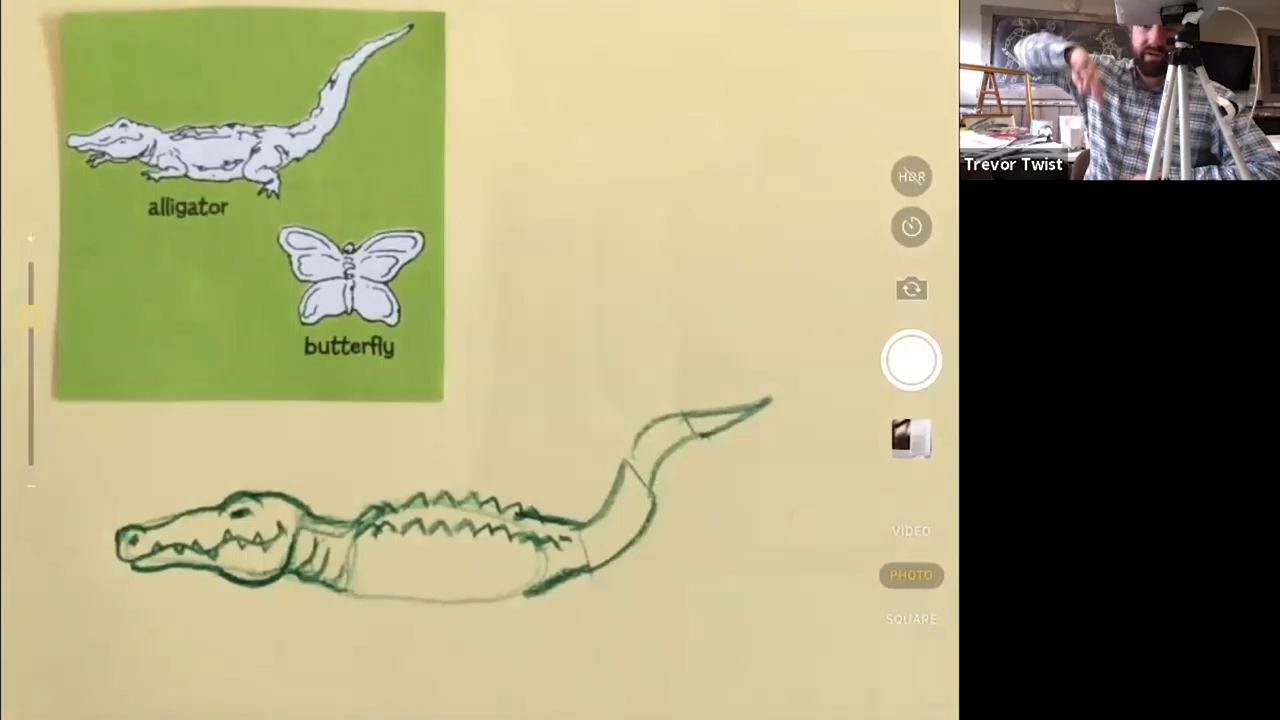 alligator
butterfly
HDR
Trevor Twist
VIDEO
PHOTO
SQUARE